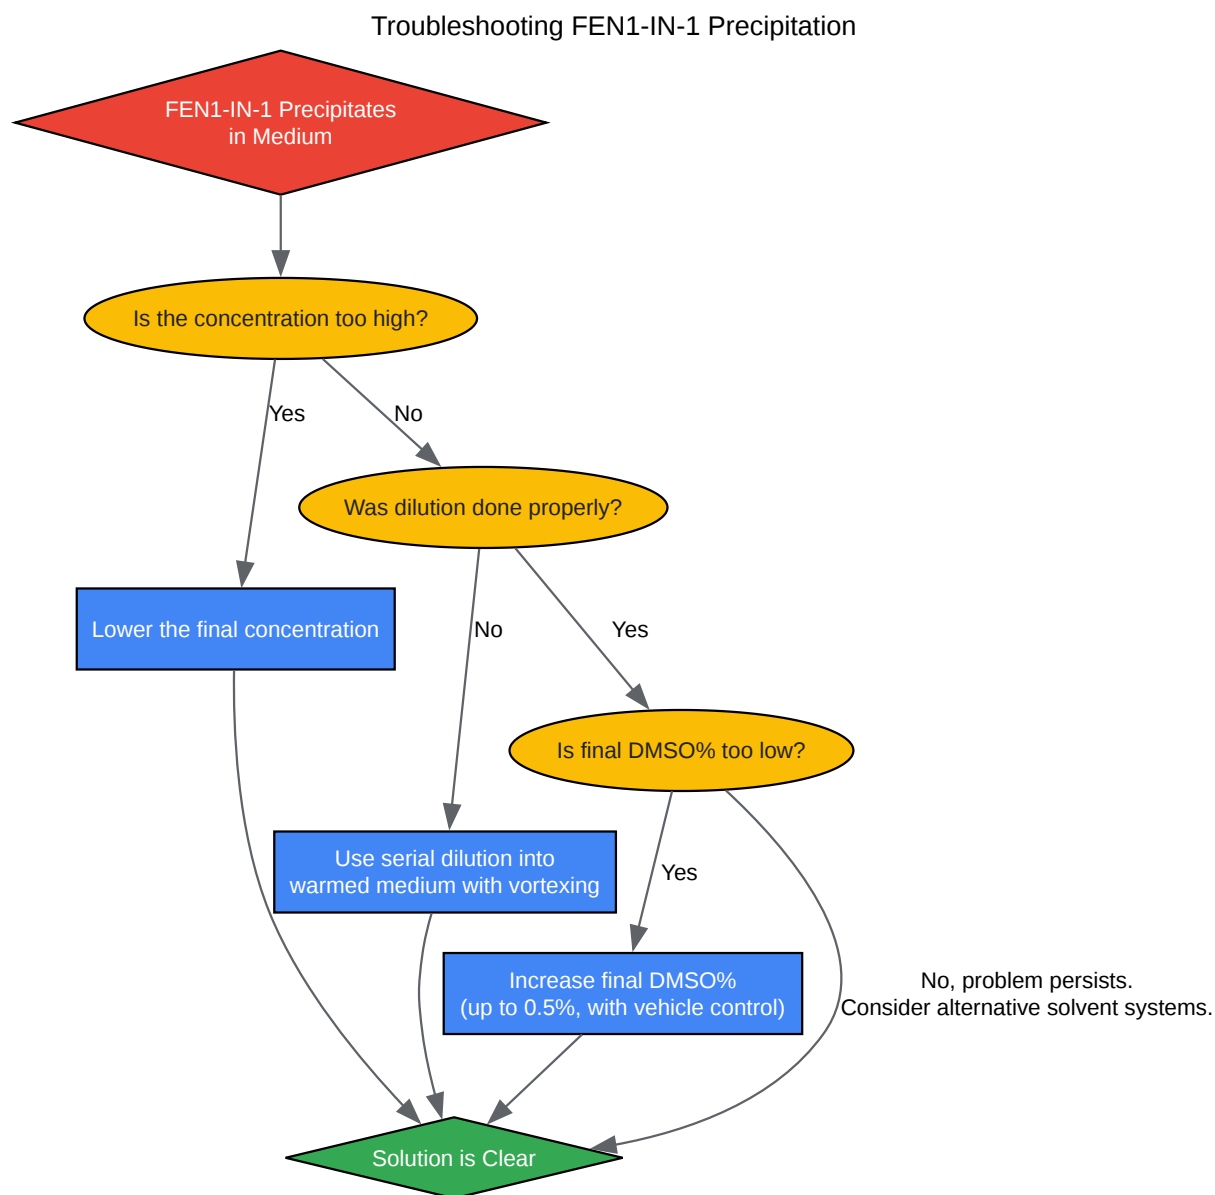 Troubleshooting FEN1-IN-1 Precipitation
FEN1-IN-1 Precipitates
in Medium
Is the concentration too high?
Yes
No
Was dilution done properly?
Lower the final concentration
No
Yes
Is final DMSO% too low?
Use serial dilution into
warmed medium with vortexing
Yes
Increase final DMSO%
(up to 0.5%, with vehicle control)
No, problem persists.
Consider alternative solvent systems.
Solution is Clear